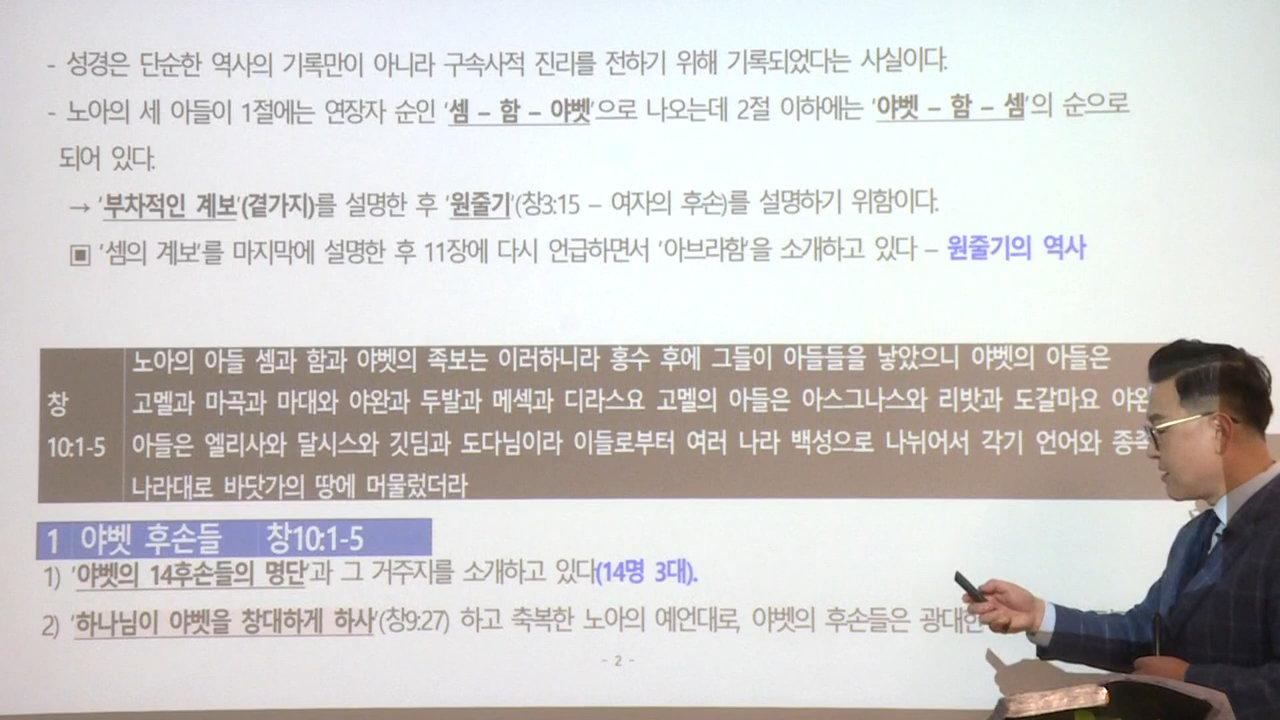 - 성경은 단순한 역사의 기록만이 아니라 구속사적 진리를 전하기 위해 기록되었다는 사실이다.
- 노아의 세 아들이 1절에는 연장자 순인 '셈 – 함 – 야벳'으로 나오는데 2절 이하에는 '야벳 – 함 – 셈'의 순으로
되어 있다.
→ '부차적인 계보'(곁가지)를 설명한 후 '원줄기'(창3:15 – 여자의 후손)를 설명하기 위함이다.
▣ '셈의 계보'를 마지막에 설명한 후 11장에 다시 언급하면서 '아브라함'을 소개하고 있다 – 원줄기의 역사
노아의 아들 셈과 함과 야벳의 족보는 이러하니라 홍수 후에 그들이 아들들을 낳았으니 야벳의 아들은
창 고멜과 마곡과 마대와 야완과 두발과 메섹과 디라스요 고멜의 아들은 아스그나스와 리밧과 도갈마요
10:1-5 아들은 엘리사와 달시스와 깃딤과 도다님이라 이들로부터 여러 나라 백성으로 나뉘어서 각기 언어와
나라대로 바닷가의 땅에 머물렀더라
1 야벳 후손들 창10:1-5
1) '야벳의 14후손들의 명단'과 그 거주지를 소개하고 있다(14명 3대).
2) '하나님이 야벳을 창대하게 하사'(창9:27) 하고 축복한 노아의 예언대로, 야벳의 후손들은
- 2 -